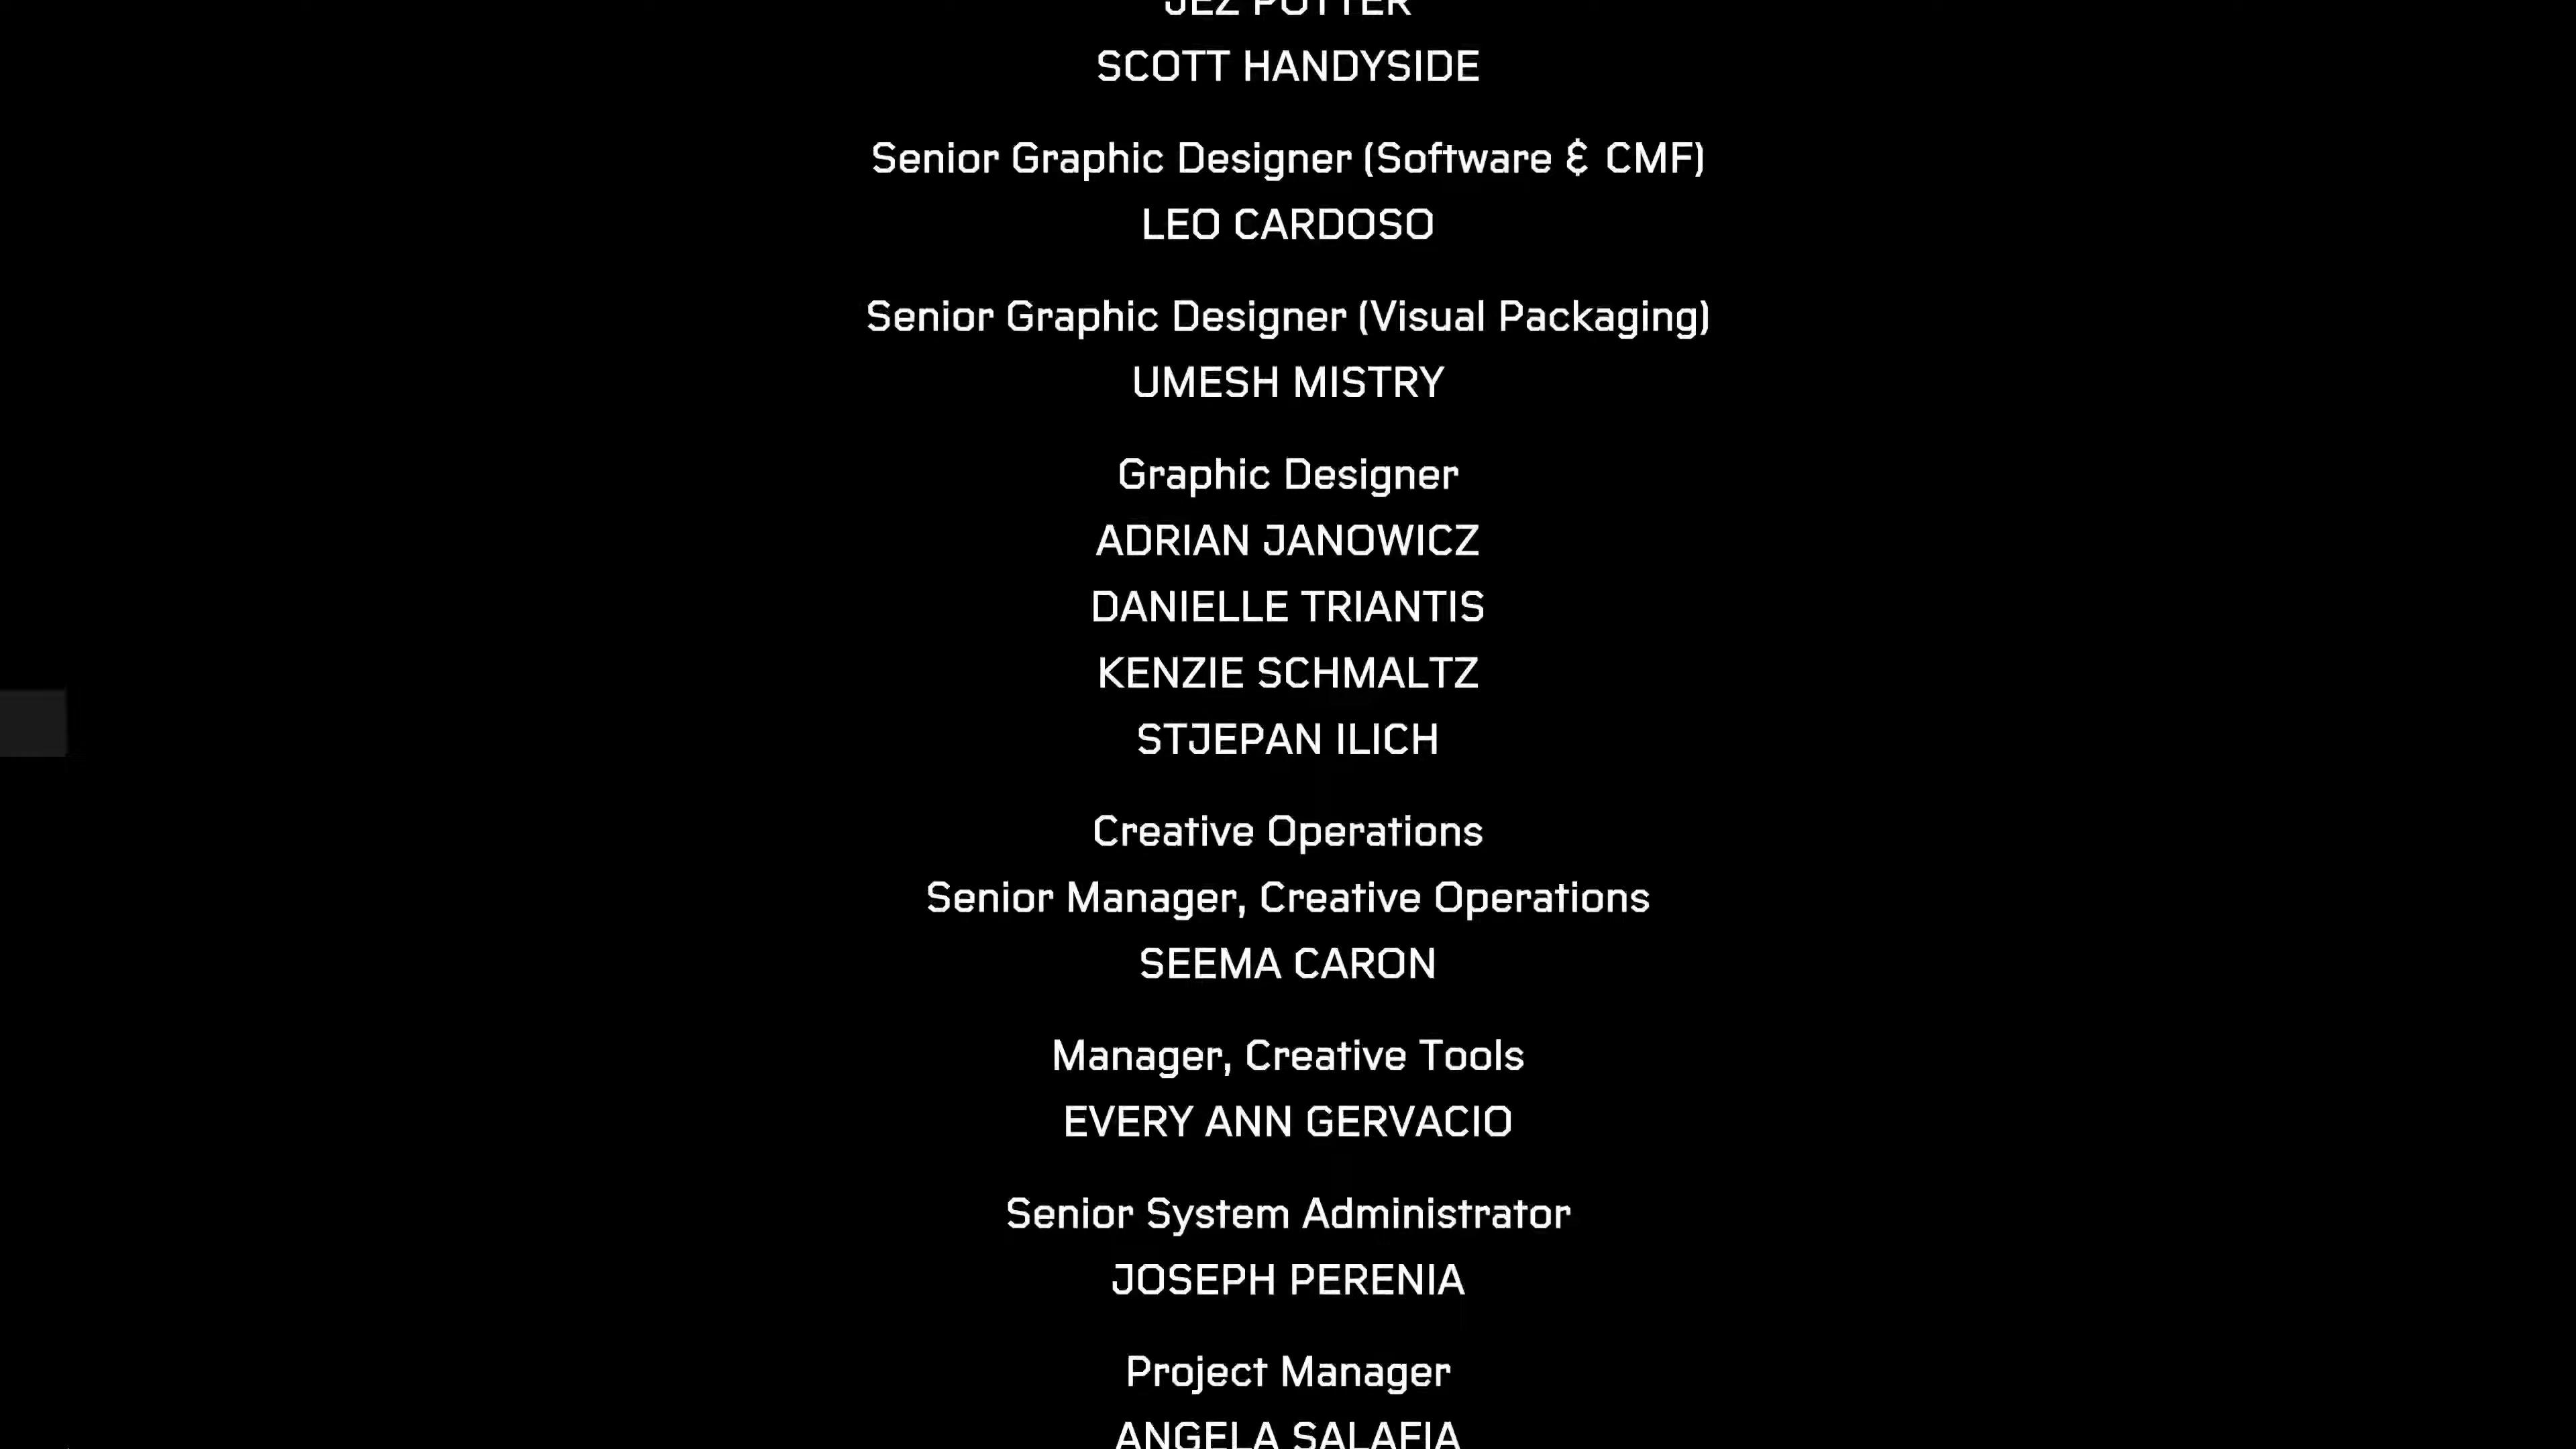 JEZ POTTER
SCOTT HANDYSIDE
Senior Graphic Designer (Software & CMF)
LEO CARDOSO
Senior Graphic Designer (Visual Packaging)
UMESH MISTRY
Graphic Designer
ADRIAN JANOWICZ
DANIELLE TRIANTIS
KENZIE SCHMALTZ
STJEPAN ILICH
Creative Operations
Senior Manager, Creative Operations
SEEMA CARON
Manager, Creative Tools
EVERY ANN GERVACIO
Senior System Administrator
JOSEPH PERENIA
Project Manager
ANGELA SALAFIA